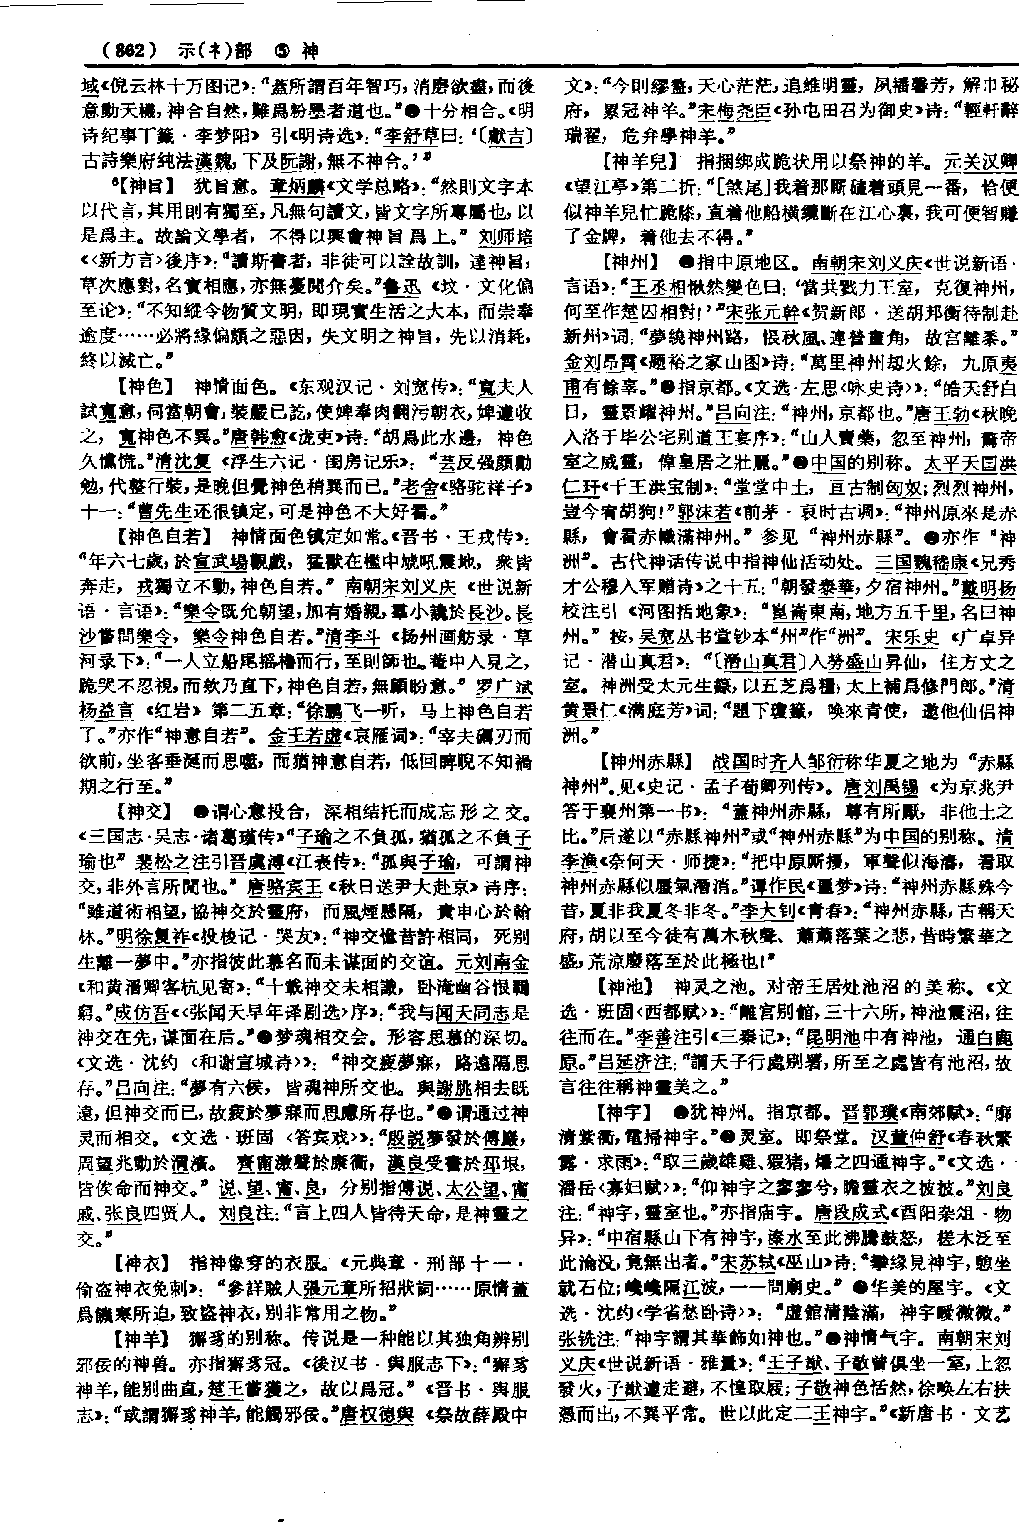 (862) 示(礻)部 ⑤ 神
域《倪云林十万图记》：“蓋所謂百年智巧，消磨欲盡，而後
意動天機，神合自然，難爲粉墨者道也。”❷十分相合。《明
诗纪事丁籤·李梦阳》引《明诗选》：“李舒章曰：‘〔獻吉〕
古詩樂府純法漢魏，下及阮謝，無不神合。’”
【神旨】 犹旨意。章炳麟《文学总略》：“然則文字本
以代言，其用則有獨至，凡無句讀文，皆文字所專屬也，以
是爲主。故論文學者，不得以興會神旨爲上。” 刘师培
《〈新方言〉後序》：“讀斯書者，非徒可以詮故訓，達神旨，
草次應對，名實相應，亦無憂閡介矣。”鲁迅《坟·文化偏
至论》：“不知縱令物質文明，即現實生活之大本，而崇奉
逾度……必將緣偏頗之惡因，失文明之神旨，先以消耗，
終以滅亡。”
【神色】 神情面色。《东观汉记·刘宽传》：“寬夫人
試寬意，伺當朝會，裝嚴已訖，使婢奉肉羹污朝衣，婢遽收
之，寬神色不異。”唐韩愈《泷吏》诗：“胡爲此水邊，神色
久戃慌。”清沈复《浮生六记·闺房记乐》：“芸反强顔勸
勉，代整行裝，是晚但覺神色稍異而已。”老舍《骆驼祥子》
十一：“曹先生还很镇定，可是神色不大好看。”
【神色自若】 神情面色镇定如常。《晋书·王戎传》：
“年六七歲，於宣武場觀戲，猛獸在檻中虓吼震地，衆皆
奔走，戎獨立不動，神色自若。” 南朝宋刘义庆《世说新
语·言语》：“樂令既允朝望，加有婚親，羣小讒於長沙。長
沙嘗問樂令，樂令神色自若。”清李斗《扬州画舫录·草
河录下》：“一人立船尾摇櫓而行，至則師也。菴中人見之，
跪哭不忍視，而欸乃直下，神色自若，無顧盼意。” 罗广斌
杨益言《红岩》第二五章：“徐鹏飞一听，马上神色自若
了。”亦作“神意自若”。金王若虚《哀雁词》：“宰夫礪刃而
欲前，坐客垂涎而思噬，而猶神意自若，低回睥睨不知禍
期之行至。”
【神交】 ❶谓心意投合，深相结托而成忘形之交。
《三国志·吴志·诸葛瑾传》“子瑜之不負孤，猶孤之不負子
瑜也” 裴松之注引晋虞溥《江表传》：“孤與子瑜，可謂神
交，非外言所間也。” 唐骆宾王《秋日送尹大赴京》诗序：
“雖道術相望，協神交於靈府，而風煙懸隔，貴申心於翰
林。”明徐复祚《投梭记·哭友》：“神交憶昔許相同，死别
生離一夢中。”亦指彼此慕名而未谋面的交谊。元刘南金
《和黄潘卿客杭见寄》：“十載神交未相識，卧淹幽谷恨羁
窮。”成仿吾《〈张闻天早年译剧选〉序》：“我与闻天同志是
神交在先，谋面在后。”❷梦魂相交会。形容思慕的深切。
《文选·沈约〈和谢宣城诗〉》：“神交疲夢寐，路遠隔思
存。”吕向注：“夢有六候，皆魂神所交也。與謝朓相去既
遠，但神交而已，故疲於夢寐而思慮所存也。”❸谓通过神
灵而相交。《文选·班固〈答宾戏〉》：“殷説夢發於傅巖，
周望兆動於渭濱。齊甯激聲於康衢，漢良受書於邳垠，
皆俟命而神交。” 说、望、甯、良，分别指傅说、太公望、甯
戚、张良四贤人。刘良注：“言上四人皆待天命，是神靈之
交。”
【神衣】 指神像穿的衣服。《元典章·刑部十一·
偷盗神衣免刺》：“參詳賊人張元章所招狀詞……原情蓋
爲饑寒所迫，致盜神衣，别非常用之物。”
【神羊】 獬豸的别称。传说是一种能以其独角辨别
邪佞的神兽。亦指獬豸冠。《後汉书·舆服志下》：“獬豸
神羊，能别曲直，楚王嘗獲之，故以爲冠。” 《晋书·舆服
志》：“或謂獬豸神羊，能觸邪佞。”唐权德舆《祭故薛殿中
文》：“今則繆盭，天心茫茫，追維明靈，夙播馨芳，解巾秘
府，累冠神羊。”宋梅尧臣《孙屯田召为御史》诗：“輕軒辭
瑞翟，危弁學神羊。”
【神羊兒】 指捆绑成跪状用以祭神的羊。元关汉卿
《望江亭》第二折：“[煞尾]我着那厮磕着頭見一番，恰便
似神羊兒忙跪膝，直着他船横纜斷在江心裏，我可便智賺
了金牌，着他去不得。”
【神州】 ❶指中原地区。南朝宋刘义庆《世说新语·
言语》：“王丞相愀然變色曰：‘當共戮力王室，克復神州，
何至作楚囚相對！’”宋张元幹《贺新郎·送胡邦衡待制赴
新州》词：“夢繞神州路，悵秋風、連營畫角，故宫離黍。”
金刘昂霄《题裕之家山图》诗：“萬里神州劫火餘，九原夷
甫有餘辜。”❷指京都。《文选·左思〈咏史诗〉》：“皓天舒白
日，靈景耀神州。”吕向注：“神州，京都也。”唐王勃《秋晚
入洛于毕公宅别道王宴序》：“山人賣藥，忽至神州；爵帝
室之威靈，偉皇居之壯麗。”❸中国的别称。太平天囯洪
仁玕《干王洪宝制》：“堂堂中土，亘古制匈奴；烈烈神州，
豈今宥胡狗！”郭沫若《前茅·哀时古调》：“神州原來是赤
縣，會看赤幟滿神州。” 参见“神州赤縣”。❹亦作“神
洲”。古代神话传说中指神仙活动处。三国魏嵇康《兄秀
才公穆入军赠诗》之十五：“朝發泰華，夕宿神州。”戴明扬
校注引《河图括地象》：“崑崙東南，地方五千里，名曰神
州。” 按，吴宽丛书堂钞本“州”作“洲”。宋乐史《广卓异
记·潜山真君》：“〔潛山真君〕入勞盛山昇仙，住方丈之
室。神洲受太元生籙，以五芝爲糧；太上補爲修門郎。”清
黄景仁《满庭芳》词：“題下瓊籤，唤來青使，邀他仙侣神
洲。”
【神州赤縣】 战国时齐人邹衍称华夏之地为“赤縣
神州”。见《史记·孟子荀卿列传》。唐刘禹锡《为京兆尹
答于襄州第一书》：“蓋神州赤縣，尊有所厭，非他土之
比。”后遂以“赤縣神州”或“神州赤縣”为中国的别称。清
李渔《奈何天·师捷》：“把中原厮擾，軍聲似海濤，看取
神州赤縣似蜃氣潛消。”谭作民《噩梦》诗：“神州赤縣殊今
昔，夏非我夏冬非冬。”李大钊《青春》：“神州赤縣，古稱天
府，胡以至今徒有萬木秋聲、蕭蕭落葉之悲，昔時繁華之
盛，荒涼廢落至於此極也！”
【神池】 神灵之池。对帝王居处池沼的美称。《文
选·班固〈西都赋〉》：“離宫别館，三十六所，神池靈沼，往
往而在。”李善注引《三秦记》：“昆明池中有神池，通白鹿
原。”吕延济注：“謂天子行處别署，所至之處皆有池沼，故
言往往稱神靈美之。”
【神宇】 ❶犹神州。指京都。晋郭璞《南郊赋》：“廓
清紫衢，電掃神宇。”❷灵室。即祭堂。汉董仲舒《春秋繁
露·求雨》：“取三歲雄雞、豭猪，燔之四通神宇。”《文选·
潘岳〈寡妇赋〉》：“仰神宇之寥寥兮，瞻靈衣之披披。”刘良
注：“神宇，靈室也。”亦指庙宇。唐段成式《酉阳杂俎·物
异》：“中宿縣山下有神宇，溱水至此沸騰鼓怒，槎木泛至
此淪没，竟無出者。”宋苏轼《巫山》诗：“攀緣見神宇，憩坐
就石位；巉巉隔江波，一一問廟史。” ❸华美的屋宇。《文
选·沈约〈学省愁卧诗〉》：“虚館清陰滿，神宇曖微微。”
张铣注：“神宇謂其華飾如神也。”❹神情气宇。南朝宋刘
义庆《世说新语·雅量》：“王子猷、子敬曾俱坐一室，上忽
發火，子猷遽走避，不惶取屐；子敬神色恬然，徐唤左右扶
憑而出，不異平常。世以此定二王神宇。”《新唐书·文艺